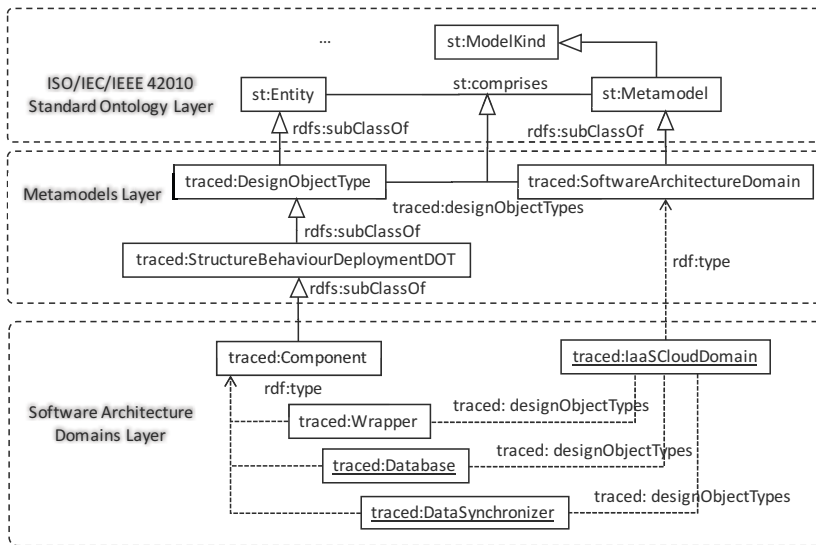 ...
st:ModelKind
ISO/IEC/IEEE 42010
Standard Ontology Layer
st:Entity
st:comprises
st:Metamodel
rdfs:subClassOf
rdfs:subClassOf
Metamodels Layer
traced:DesignObjectType
traced:SoftwareArchitectureDomain
traced:designObjectTypes
rdfs:subClassOf
traced:StructureBehaviourDeploymentDOT
rdf:type
rdfs:subClassOf
traced:Component
traced:IaaSCloudDomain
rdf:type
Software Architecture
Domains Layer
traced:Wrapper
traced: designObjectTypes
traced:Database
traced: designObjectTypes
traced:DataSynchronizer
traced: designObjectTypes